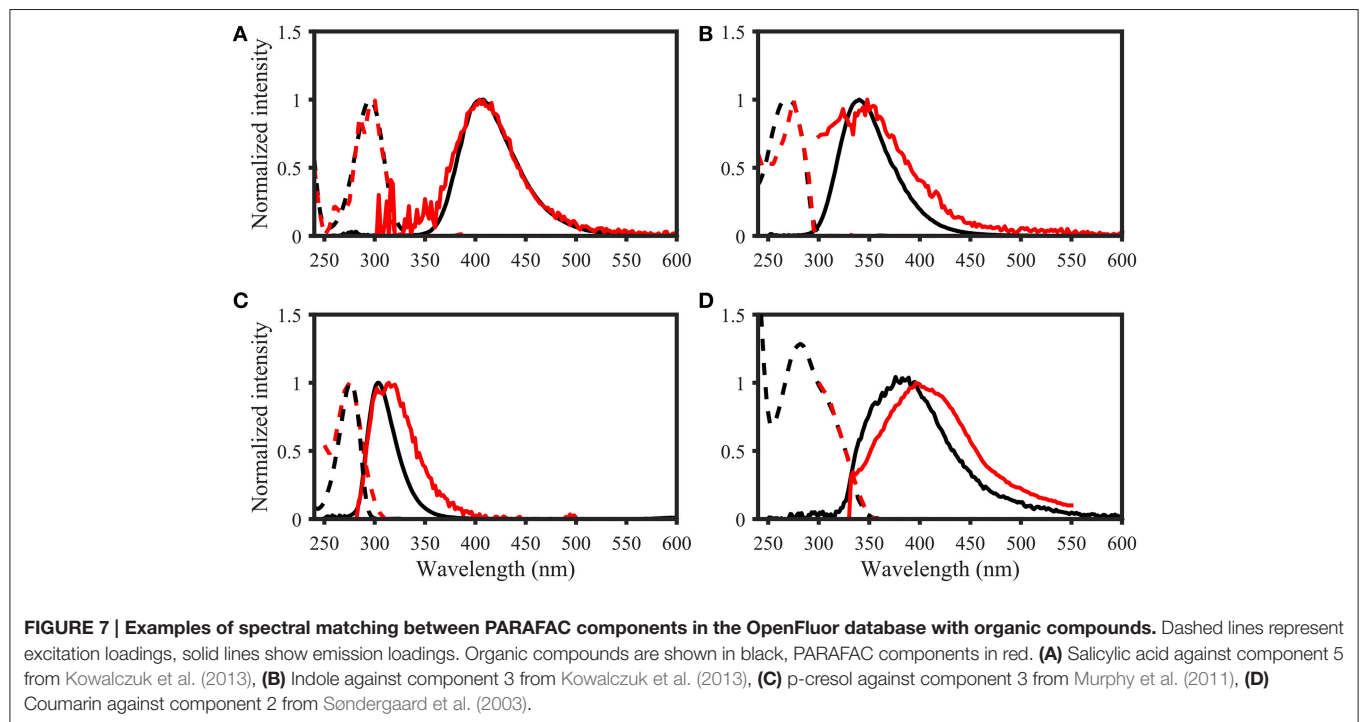 A
B
1.5
1
0.5
0
Normalized intensity
250 300 350 400 450 500 550 600
1.5
1
0.5
0
250 300 350 400 450 500 550 600
C
D
1.5
1
0.5
0
Normalized intensity
250 300 350 400 450 500 550 600
Wavelength (nm)
1.5
1
0.5
0
250 300 350 400 450 500 550 600
Wavelength (nm)
FIGURE 7 | Examples of spectral matching between PARAFAC components in the OpenFluor database with organic compounds. Dashed lines represent
excitation loadings, solid lines show emission loadings. Organic compounds are shown in black, PARAFAC components in red. (A) Salicylic acid against component 5
from Kowalczuk et al. (2013), (B) Indole against component 3 from Kowalczuk et al. (2013), (C) p-cresol against component 3 from Murphy et al. (2011), (D)
Coumarin against component 2 from Søndergaard et al. (2003).